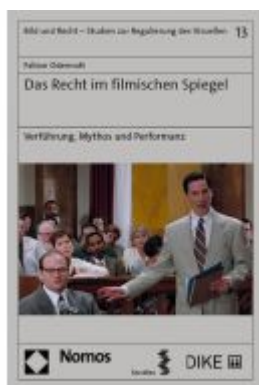 Bild und Recht – Studien zur Regulierung des Visuellen 13
Fabian Odermatt
Das Recht im filmischen Spiegel
Verführung, Mythos und Performanz
Nomos
DIKE